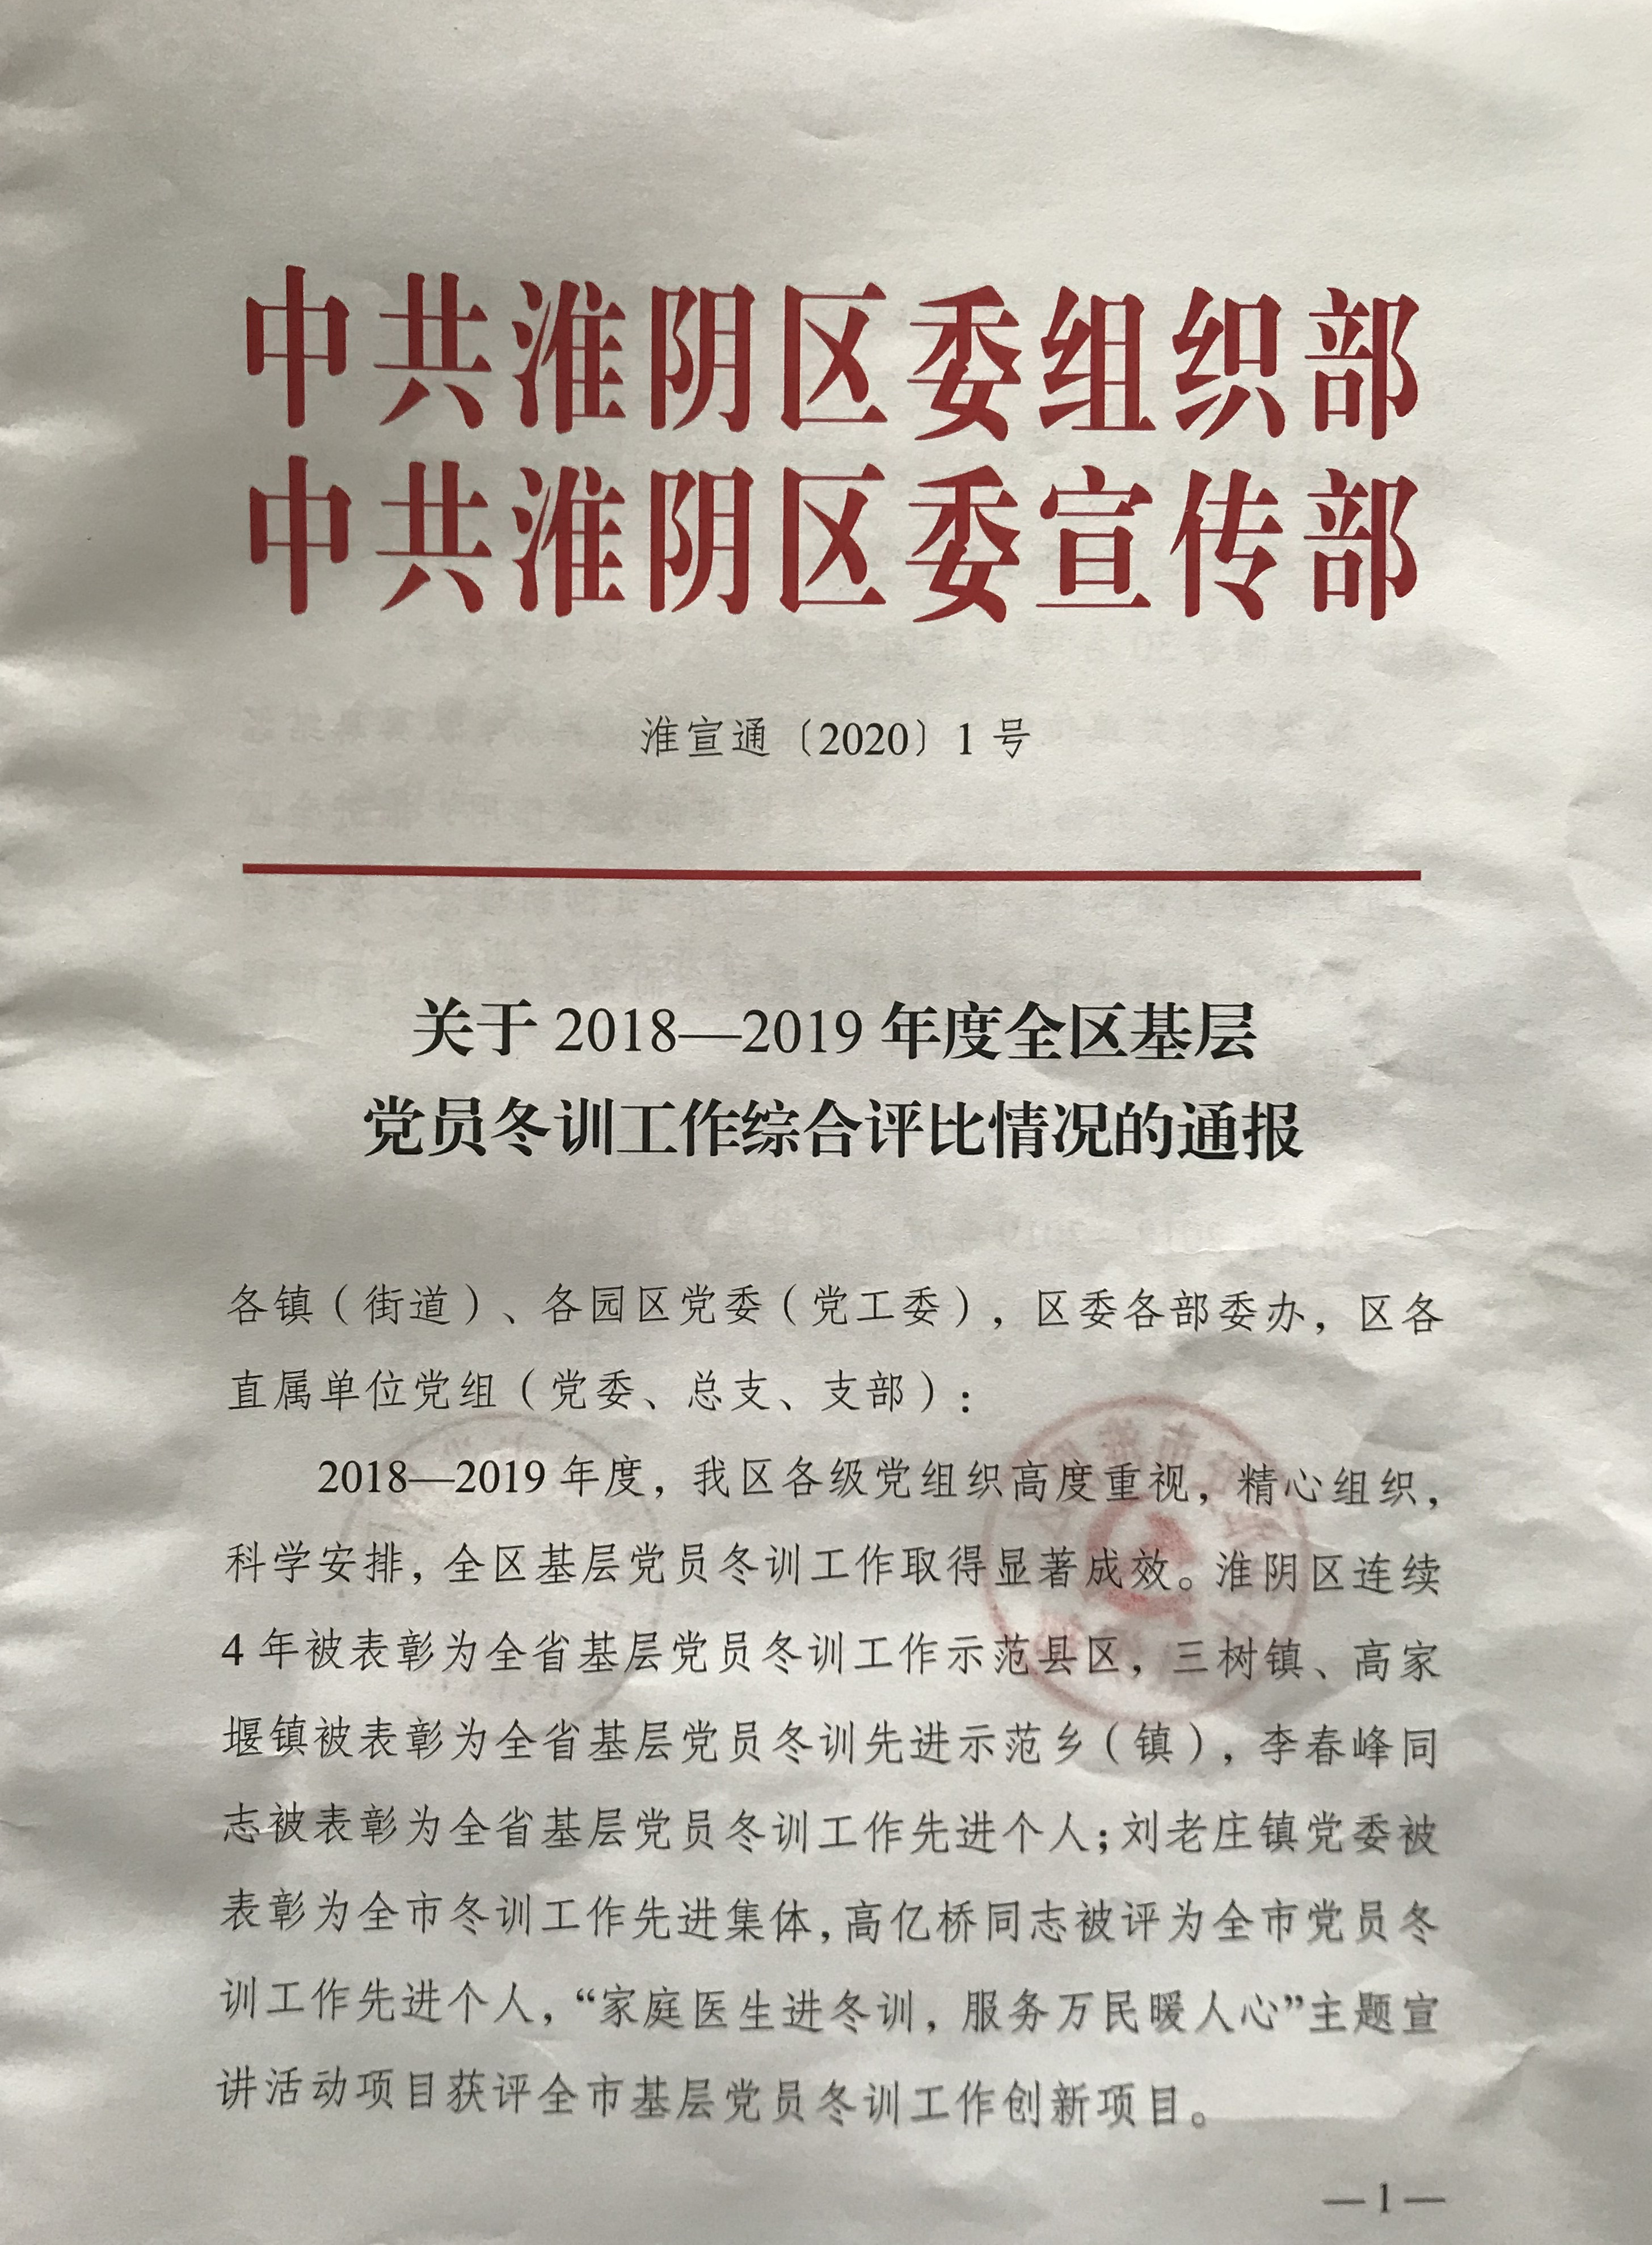 中共淮阴区委组织部
中共淮阴区委宣传部
淮宣通〔2020〕1 号
关于 2018—2019 年度全区基层
党员冬训工作综合评比情况的通报
各镇（街道）、各园区党委（党工委），区委各部委办，区各
直属单位党组（党委、总支、支部）：
2018—2019 年度，我区各级党组织高度重视，精心组织，
科学安排，全区基层党员冬训工作取得显著成效。淮阴区连续
4 年被表彰为全省基层党员冬训工作示范县区，三树镇、高家
堰镇被表彰为全省基层党员冬训先进示范乡（镇），李春峰同
志被表彰为全省基层党员冬训工作先进个人；刘老庄镇党委被
表彰为全市冬训工作先进集体，高亿桥同志被评为全市党员冬
训工作先进个人，“家庭医生进冬训，服务万民暖人心”主题宣
讲活动项目获评全市基层党员冬训工作创新项目。
— 1 —